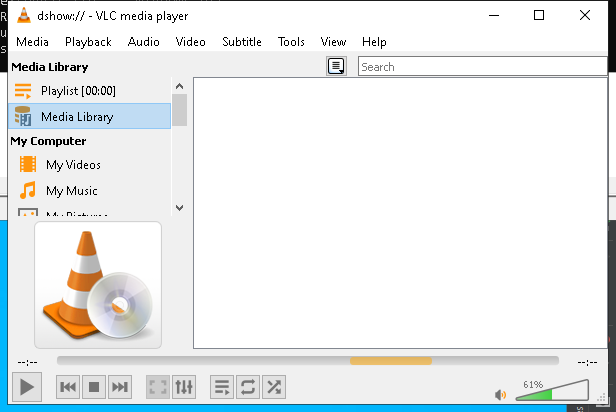 dshow:// - VLC media player
Media Playback Audio Video Subtitle Tools View Help
Media Library
Search
Playlist [00:00]
Media Library
My Computer
My Videos
My Music
My Pictures
--:--
--:--
61%